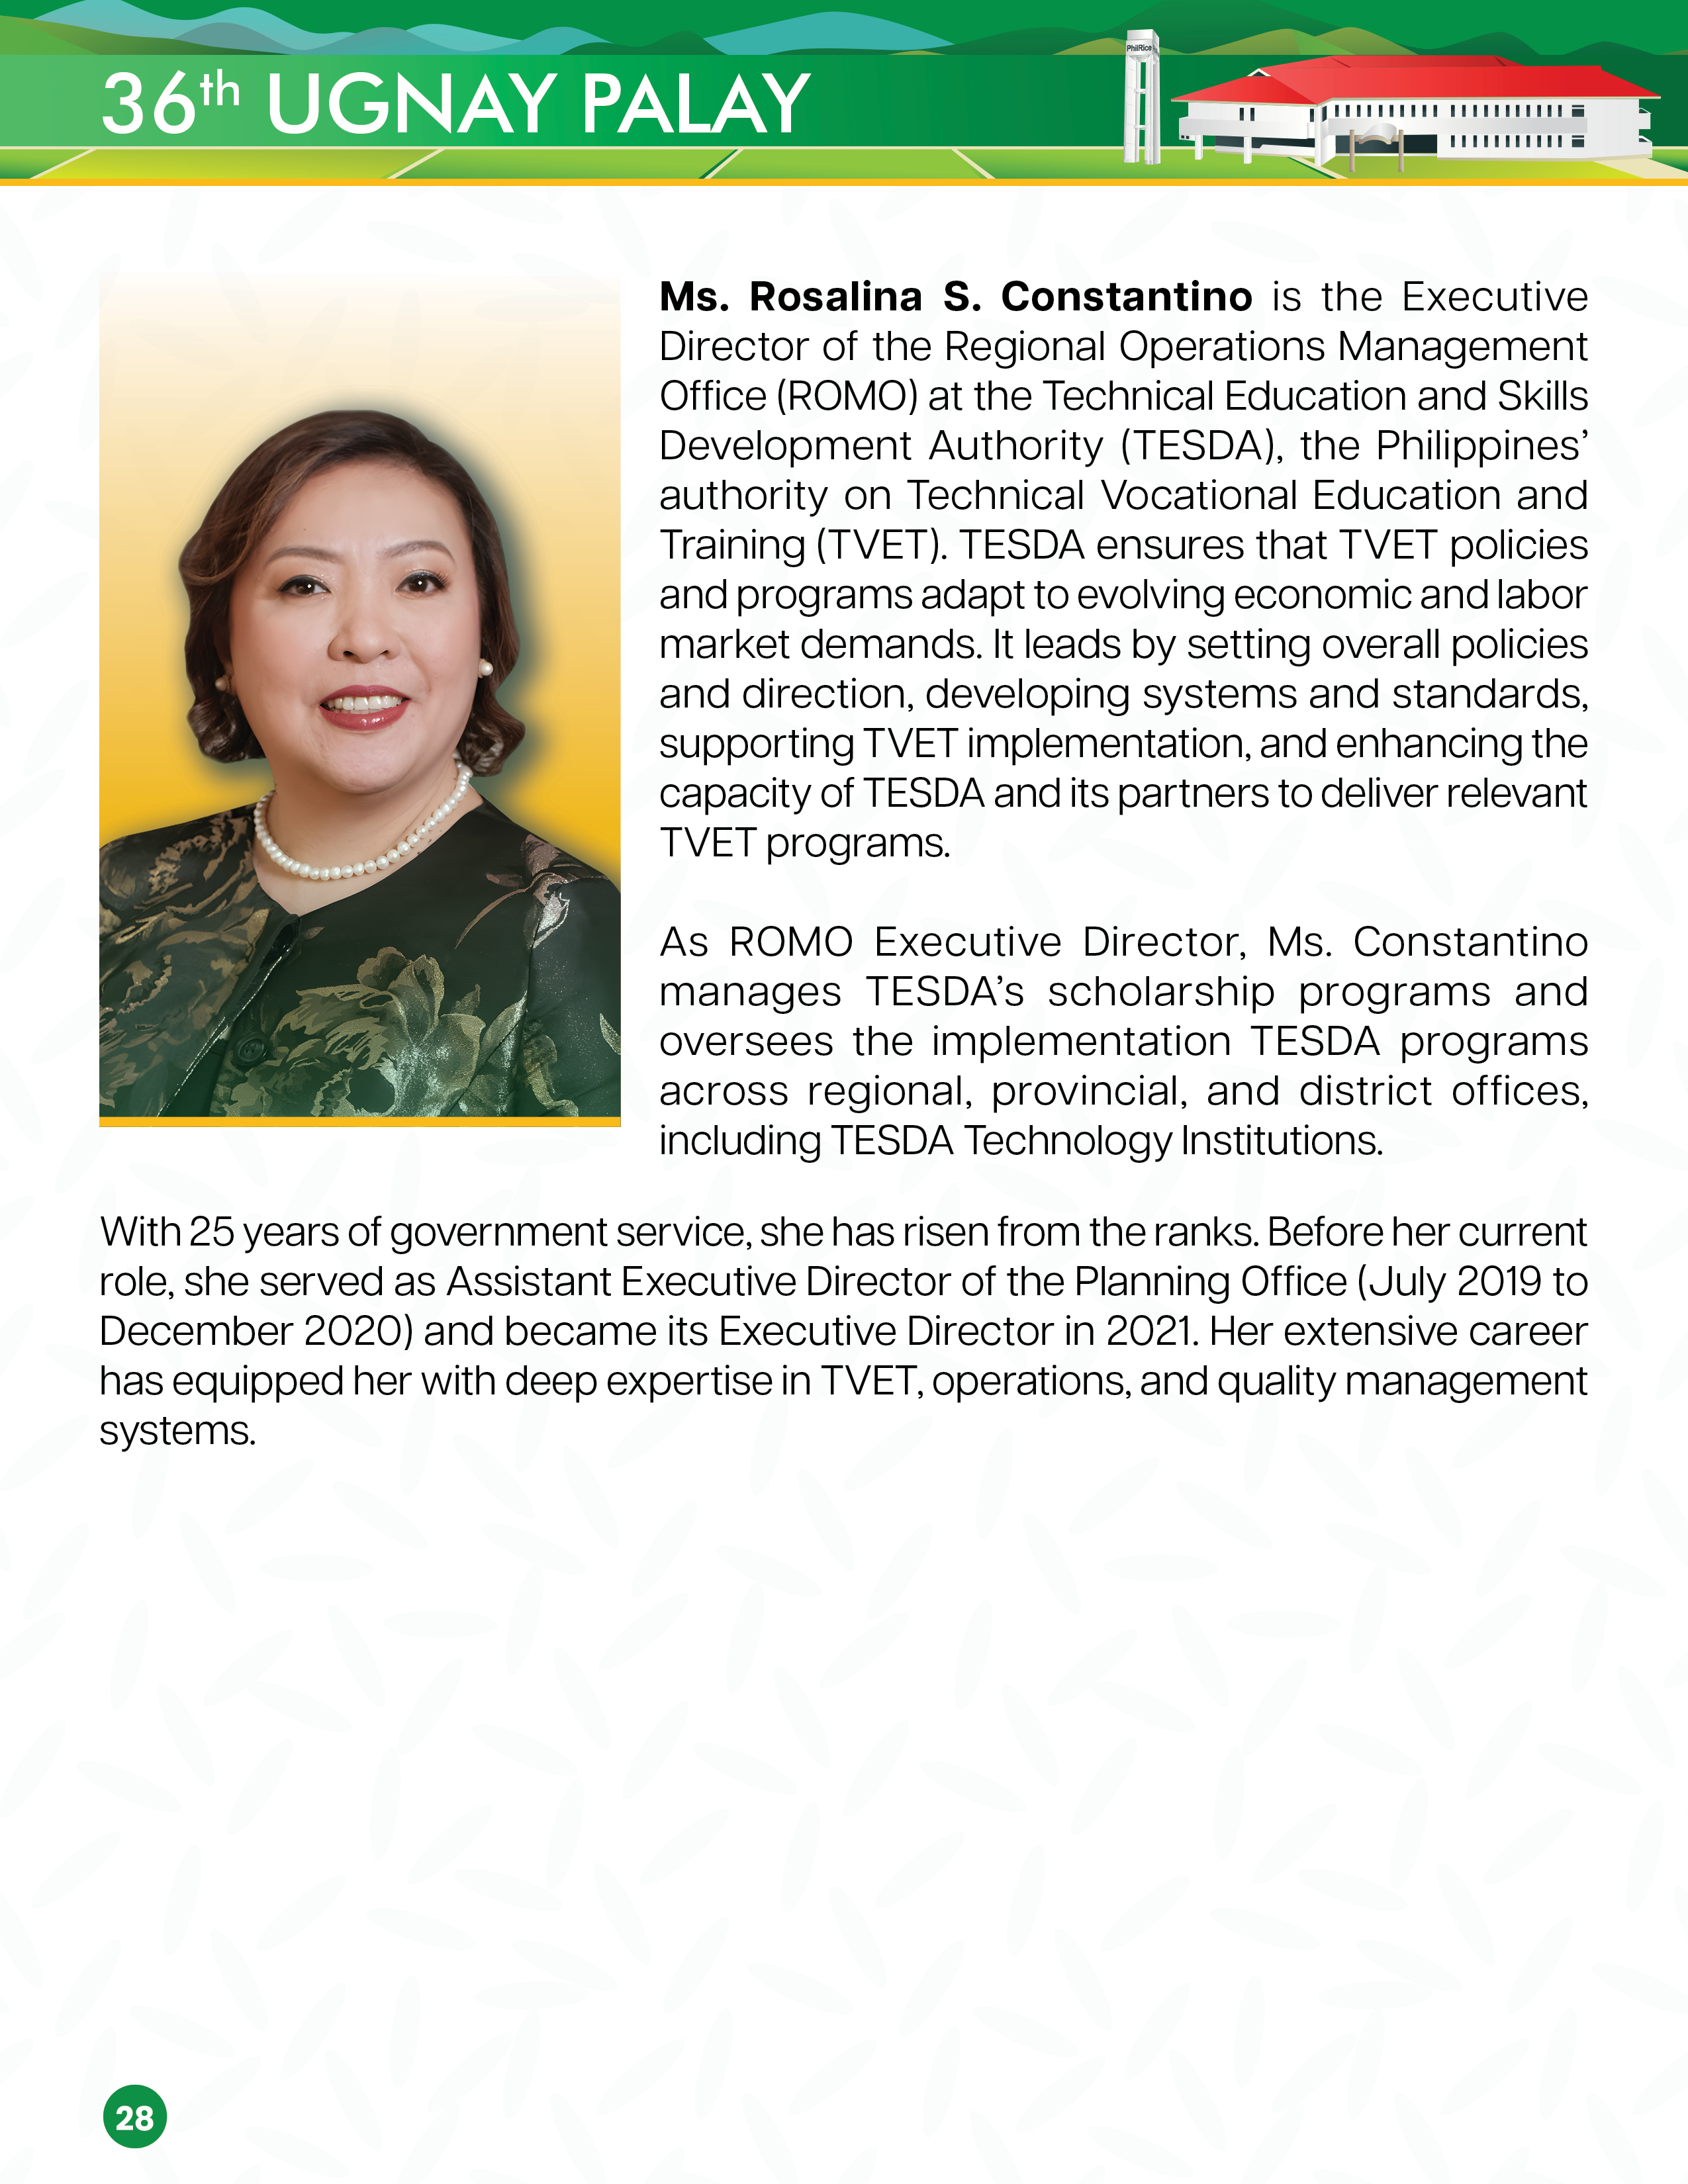 36th UGNAY PALAY
PhilRice
Ms. Rosalina S. Constantino is the Executive
Director of the Regional Operations Management
Office (ROMO) at the Technical Education and Skills
Development Authority (TESDA), the Philippines’
authority on Technical Vocational Education and
Training (TVET). TESDA ensures that TVET policies
and programs adapt to evolving economic and labor
market demands. It leads by setting overall policies
and direction, developing systems and standards,
supporting TVET implementation, and enhancing the
capacity of TESDA and its partners to deliver relevant
TVET programs.
As ROMO Executive Director, Ms. Constantino
manages TESDA’s scholarship programs and
oversees the implementation TESDA programs
across regional, provincial, and district offices,
including TESDA Technology Institutions.
With 25 years of government service, she has risen from the ranks. Before her current
role, she served as Assistant Executive Director of the Planning Office (July 2019 to
December 2020) and became its Executive Director in 2021. Her extensive career
has equipped her with deep expertise in TVET, operations, and quality management
systems.
28